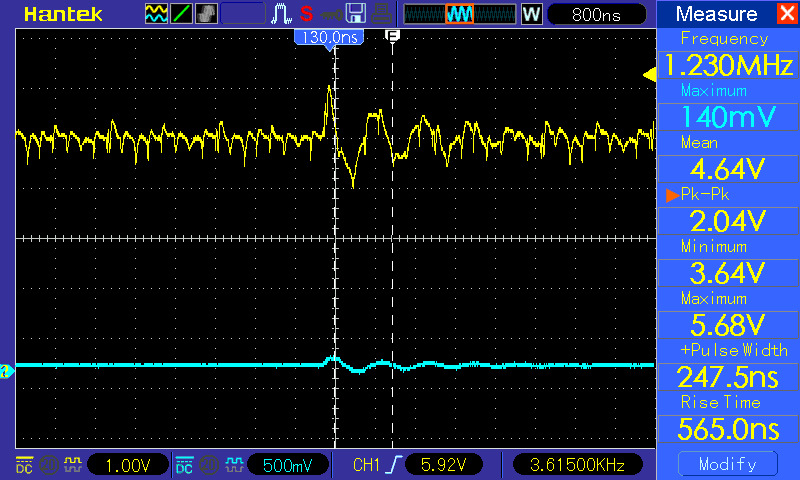 Hantek
S
W
800ns
Measure
130.0ns
F
Frequency
1.230MHz
Maximum
140mV
Mean
4.64V
Pk-Pk
2.04V
Minimum
3.64V
Maximum
5.68V
+Pulse Width
247.5ns
Rise Time
565.0ns
Modify
DC
1.00V
DC
500mV
CH1
5.92V
3.61500KHz